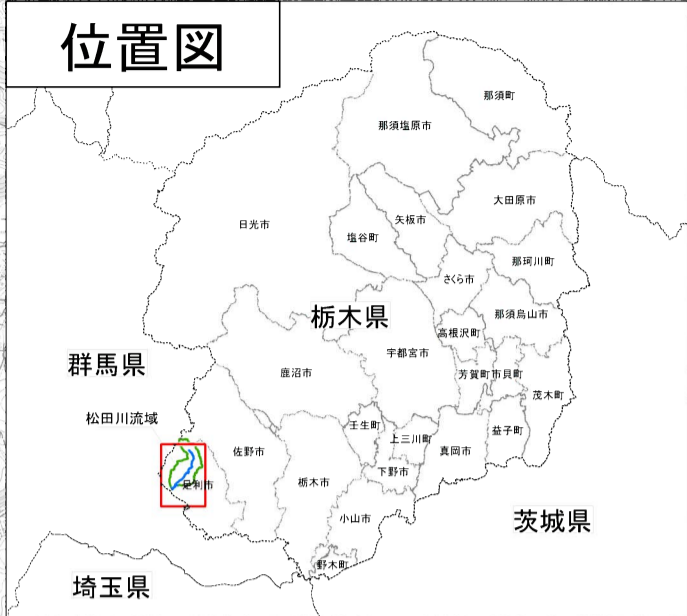 位置図
那須町
那須塩原市
大田原市
矢板市
日光市
塩谷町
那珂川町
さくら市
栃木県
那須烏山市
高根沢町
宇都宮市
群馬県
鹿沼市
芳賀町
市貝町
茂木町
松田川流域
壬生町
上三川町
益子町
佐野市
真岡市
下野市
足利市
栃木市
小山市
茨城県
野木町
埼玉県